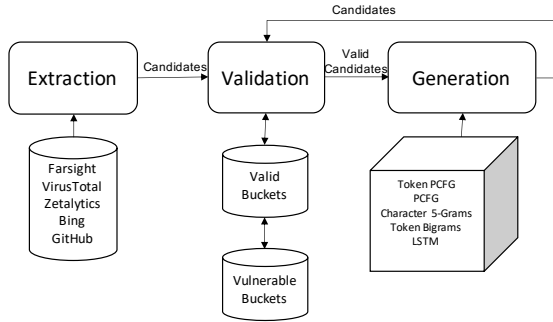 Candidates
Extraction
Candidates
Validation
Valid
Candidates
Generation
Farsight
VirusTotal
Zetalytics
Bing
GitHub
Valid
Buckets
Vulnerable
Buckets
Token PCFG
PCFG
Character 5-Grams
Token Bigrams
LSTM